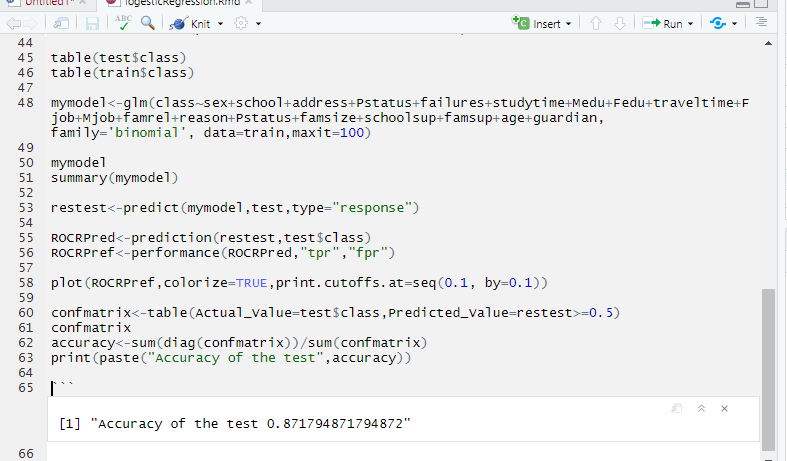 Untitled1* ×
logesticRegression.Rmd ×
ABC Knit Insert Run
44
45 table(test$class)
46 table(train$class)
47
48 mymodel<-glm(class~sex+school+address+Pstatus+failures+studytime+Medu+Fedu+traveltime+F
job+Mjob+famrel+reason+Pstatus+famsize+schoolsup+famsup+age+guardian,
family='binomial', data=train,maxit=100)
49
50 mymodel
51 summary(mymodel)
52
53 restest<-predict(mymodel,test,type="response")
54
55 ROCRPred<-prediction(restest,test$class)
56 ROCRPref<-performance(ROCRPred,"tpr","fpr")
57
58 plot(ROCRPref,colorize=TRUE,print.cutoffs.at=seq(0.1, by=0.1))
59
60 confmatrix<-table(Actual_Value=test$class,Predicted_Value=restest>=0.5)
61 confmatrix
62 accuracy<-sum(diag(confmatrix))/sum(confmatrix)
63 print(paste("Accuracy of the test",accuracy))
64
65 ```
[1] "Accuracy of the test 0.871794871794872"
66